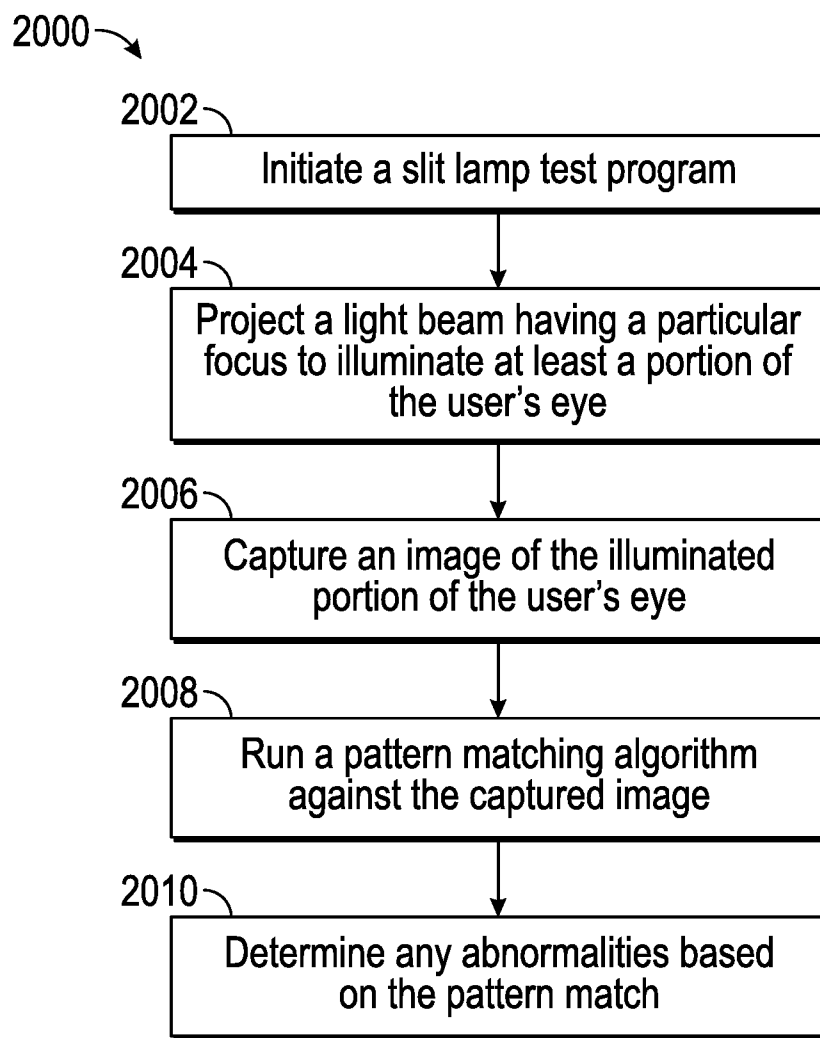 2000
2002
Initiate a slit lamp test program
2004
Project a light beam having a particular
focus to illuminate at least a portion of
the user's eye
2006
Capture an image of the illuminated
portion of the user's eye
2008
Run a pattern matching algorithm
against the captured image
2010
Determine any abnormalities based
on the pattern match